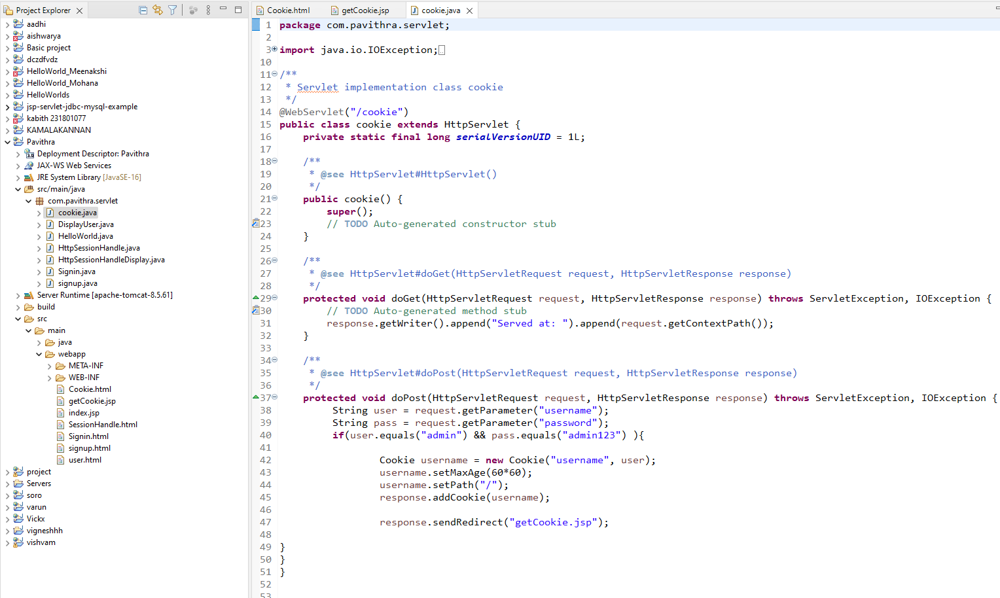 Project Explorer
aadhi
aishwarya
Basic project
dczdfvdz
HelloWorld_Meenakshi
HelloWorld_Mohana
HelloWorlds
jsp-servlet-jdbc-mysql-example
kabith 231801077
KAMALAKANNAN
Pavithra
Deployment Descriptor: Pavithra
JAX-WS Web Services
JRE System Library [JavaSE-16]
src/main/java
com.pavithra.servlet
cookie.java
DisplayUser.java
HelloWorld.java
HttpSessionHandle.java
HttpSessionHandleDisplay.java
Signin.java
signup.java
Server Runtime [apache-tomcat-8.5.61]
build
src
main
java
webapp
META-INF
WEB-INF
Cookie.html
getCookie.jsp
index.jsp
SessionHandle.html
Signin.html
signup.html
user.html
project
Servers
soro
varun
Vickx
vigneshhh
vishvam
Cookie.html getCookie.jsp cookie.java
1 package com.pavithra.servlet;
2
3 import java.io.IOException;
10
11 /**
12  * Servlet implementation class cookie
13  */
14 @WebServlet("/cookie")
15 public class cookie extends HttpServlet {
16     private static final long serialVersionUID = 1L;
17
18     /**
19      * @see HttpServlet#HttpServlet()
20      */
21     public cookie() {
22         super();
23         // TODO Auto-generated constructor stub
24     }
25
26     /**
27      * @see HttpServlet#doGet(HttpServletRequest request, HttpServletResponse response)
28      */
29     protected void doGet(HttpServletRequest request, HttpServletResponse response) throws ServletException, IOException {
30         // TODO Auto-generated method stub
31         response.getWriter().append("Served at: ").append(request.getContextPath());
32     }
33
34     /**
35      * @see HttpServlet#doPost(HttpServletRequest request, HttpServletResponse response)
36      */
37     protected void doPost(HttpServletRequest request, HttpServletResponse response) throws ServletException, IOException {
38          String user = request.getParameter("username");
39          String pass = request.getParameter("password");
40          if(user.equals("admin") && pass.equals("admin123") ){
41
42                  Cookie username = new Cookie("username", user);
43                  username.setMaxAge(60*60);
44                  username.setPath("/");
45                  response.addCookie(username);
46
47                  response.sendRedirect("getCookie.jsp");
48
49 }
50 }
51 }
52
53